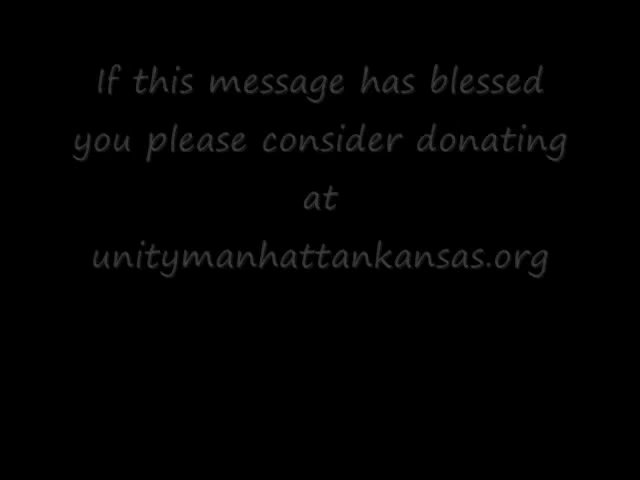 If this message has blessed
you please consider donating
at
unitymanhattankansas.org